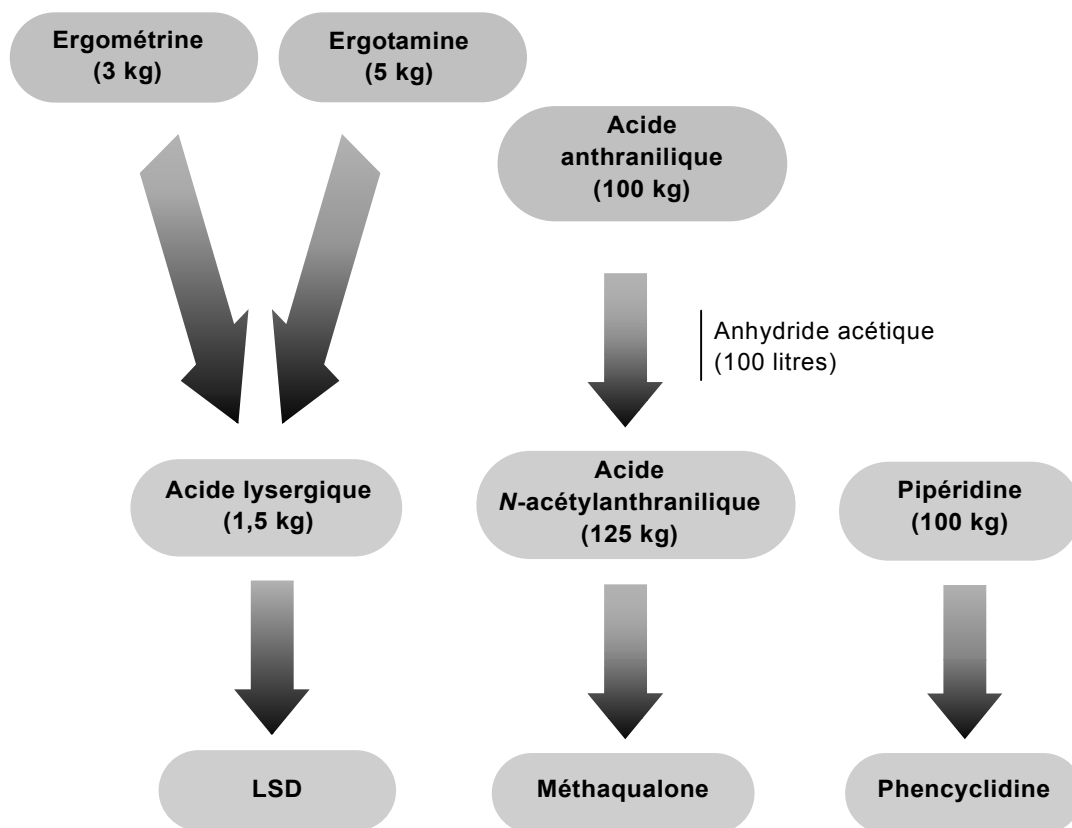 Ergométrine
(3 kg)
Ergotamine
(5 kg)
Acide
anthranilique
(100 kg)
Anhydride acétique
(100 litres)
Acide lysergique
(1,5 kg)
Acide
N-acétylanthranilique
(125 kg)
Pipéridine
(100 kg)
LSD
Méthaqualone
Phencyclidine